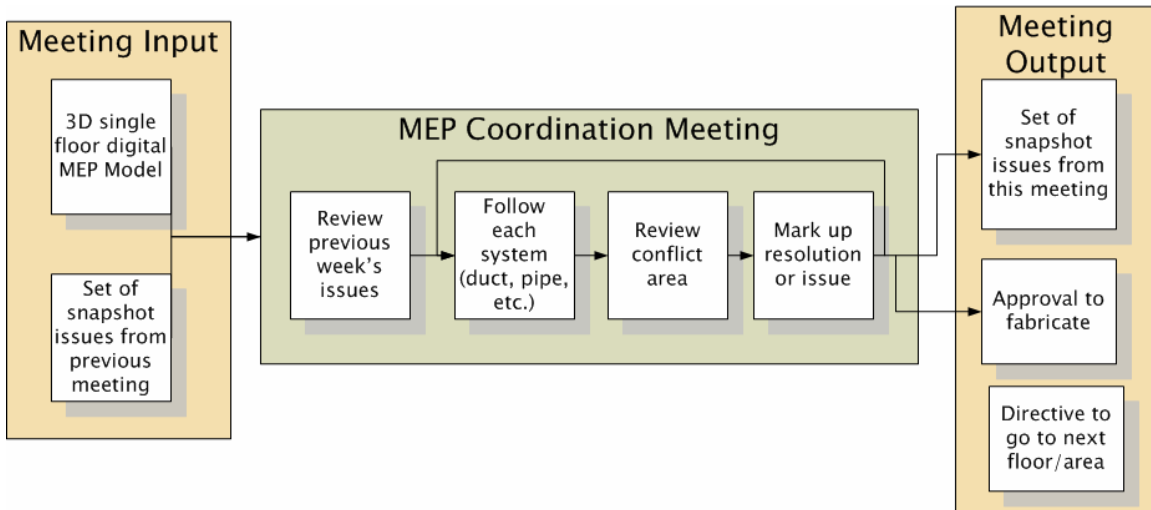 Meeting Input
3D single
floor digital
MEP Model
Set of
snapshot
issues from
previous
meeting
MEP Coordination Meeting
Review
previous
week's
issues
Follow
each
system
(duct, pipe,
etc.)
Review
conflict
area
Mark up
resolution
or issue
Meeting
Output
Set of
snapshot
issues from
this meeting
Approval to
fabricate
Directive to
go to next
floor/area